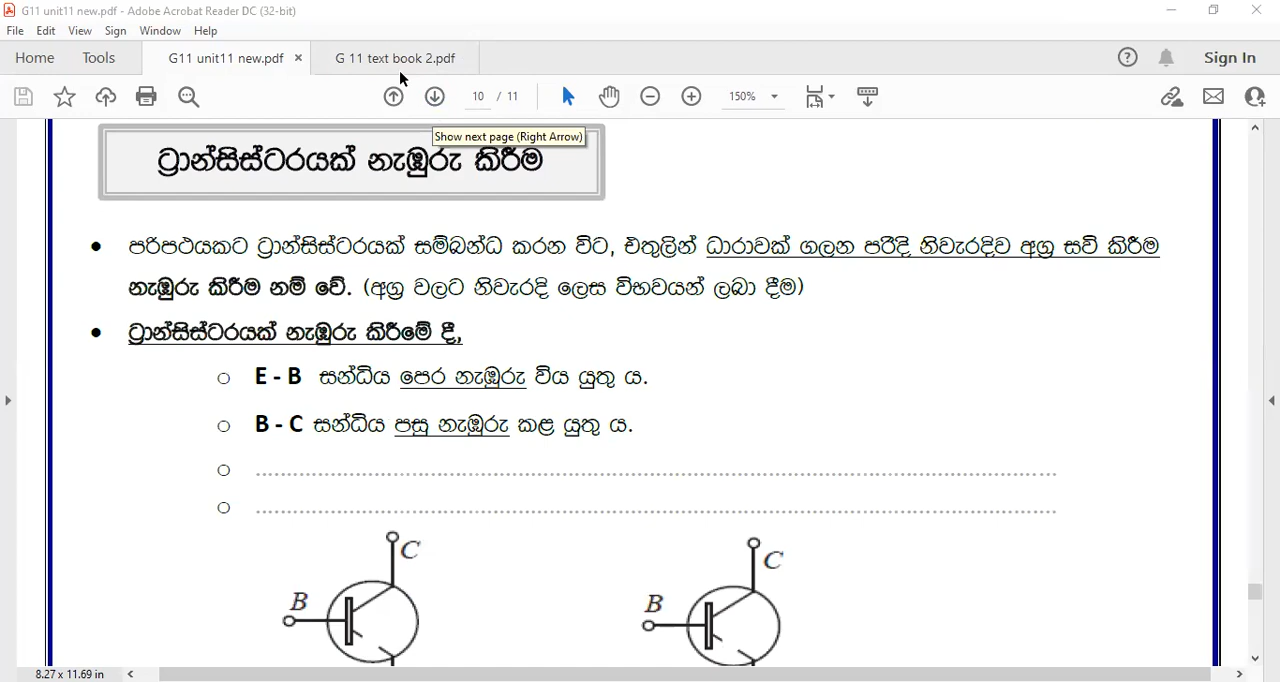 G11 unit11 new.pdf - Adobe Acrobat Reader DC (32-bit)
File Edit View Sign Window Help
Home Tools G11 unit11 new.pdf × G 11 text book 2.pdf Sign In
10 / 11 150%
Show next page (Right Arrow)
ට්‍රාන්සිස්ටරයක් නැඹුරු කිරීම
• පරිපථයකට ට්‍රාන්සිස්ටරයක් සම්බන්ධ කරන විට, එතුලින් ධාරාවක් ගලන පරිදි නිවැරදිව අග්‍ර සවි කිරීම
නැඹුරු කිරීම නම් වේ. (අග්‍ර වලට නිවැරදි ලෙස විභවයන් ලබා දීම)
• ට්‍රාන්සිස්ටරයක් නැඹුරු කිරීමේ දී,
○ E - B සන්ධිය පෙර නැඹුරු විය යුතු ය.
○ B - C සන්ධිය පසු නැඹුරු කළ යුතු ය.
C C
B B
8.27 x 11.69 in